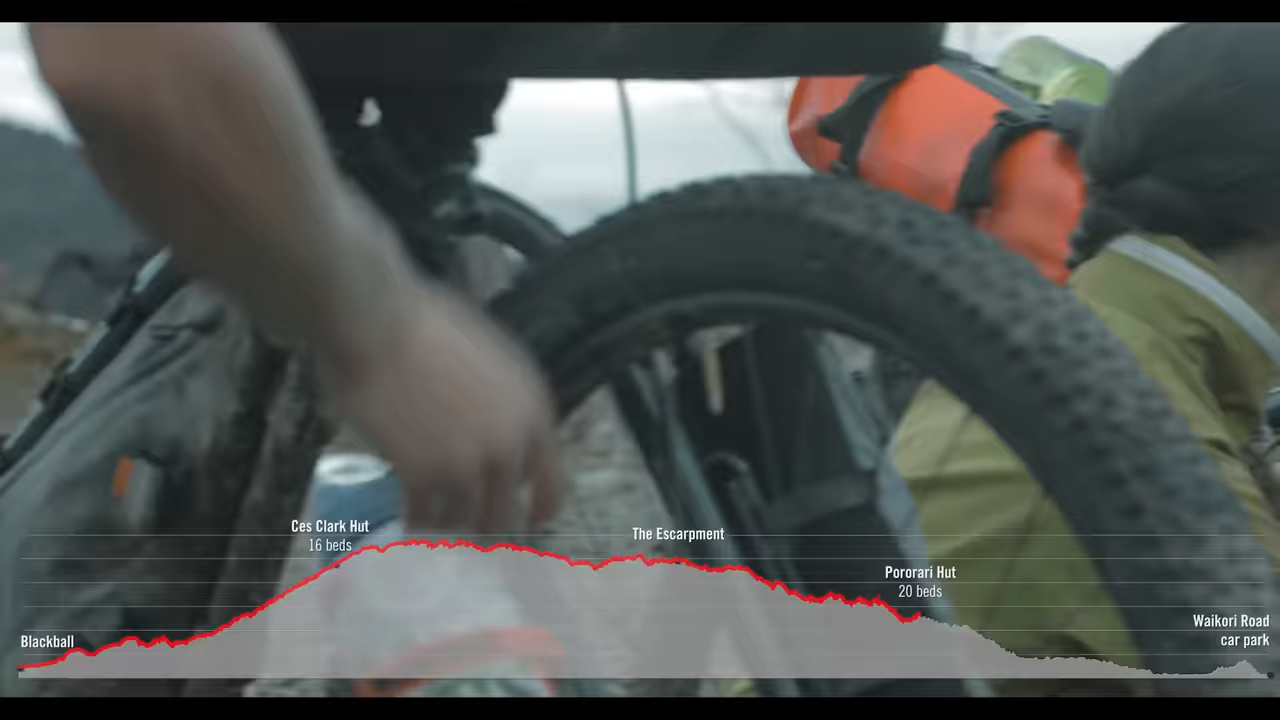 Blackball
Ces Clark Hut
16 beds
The Escarpment
Pororari Hut
20 beds
Waikori Road
car park